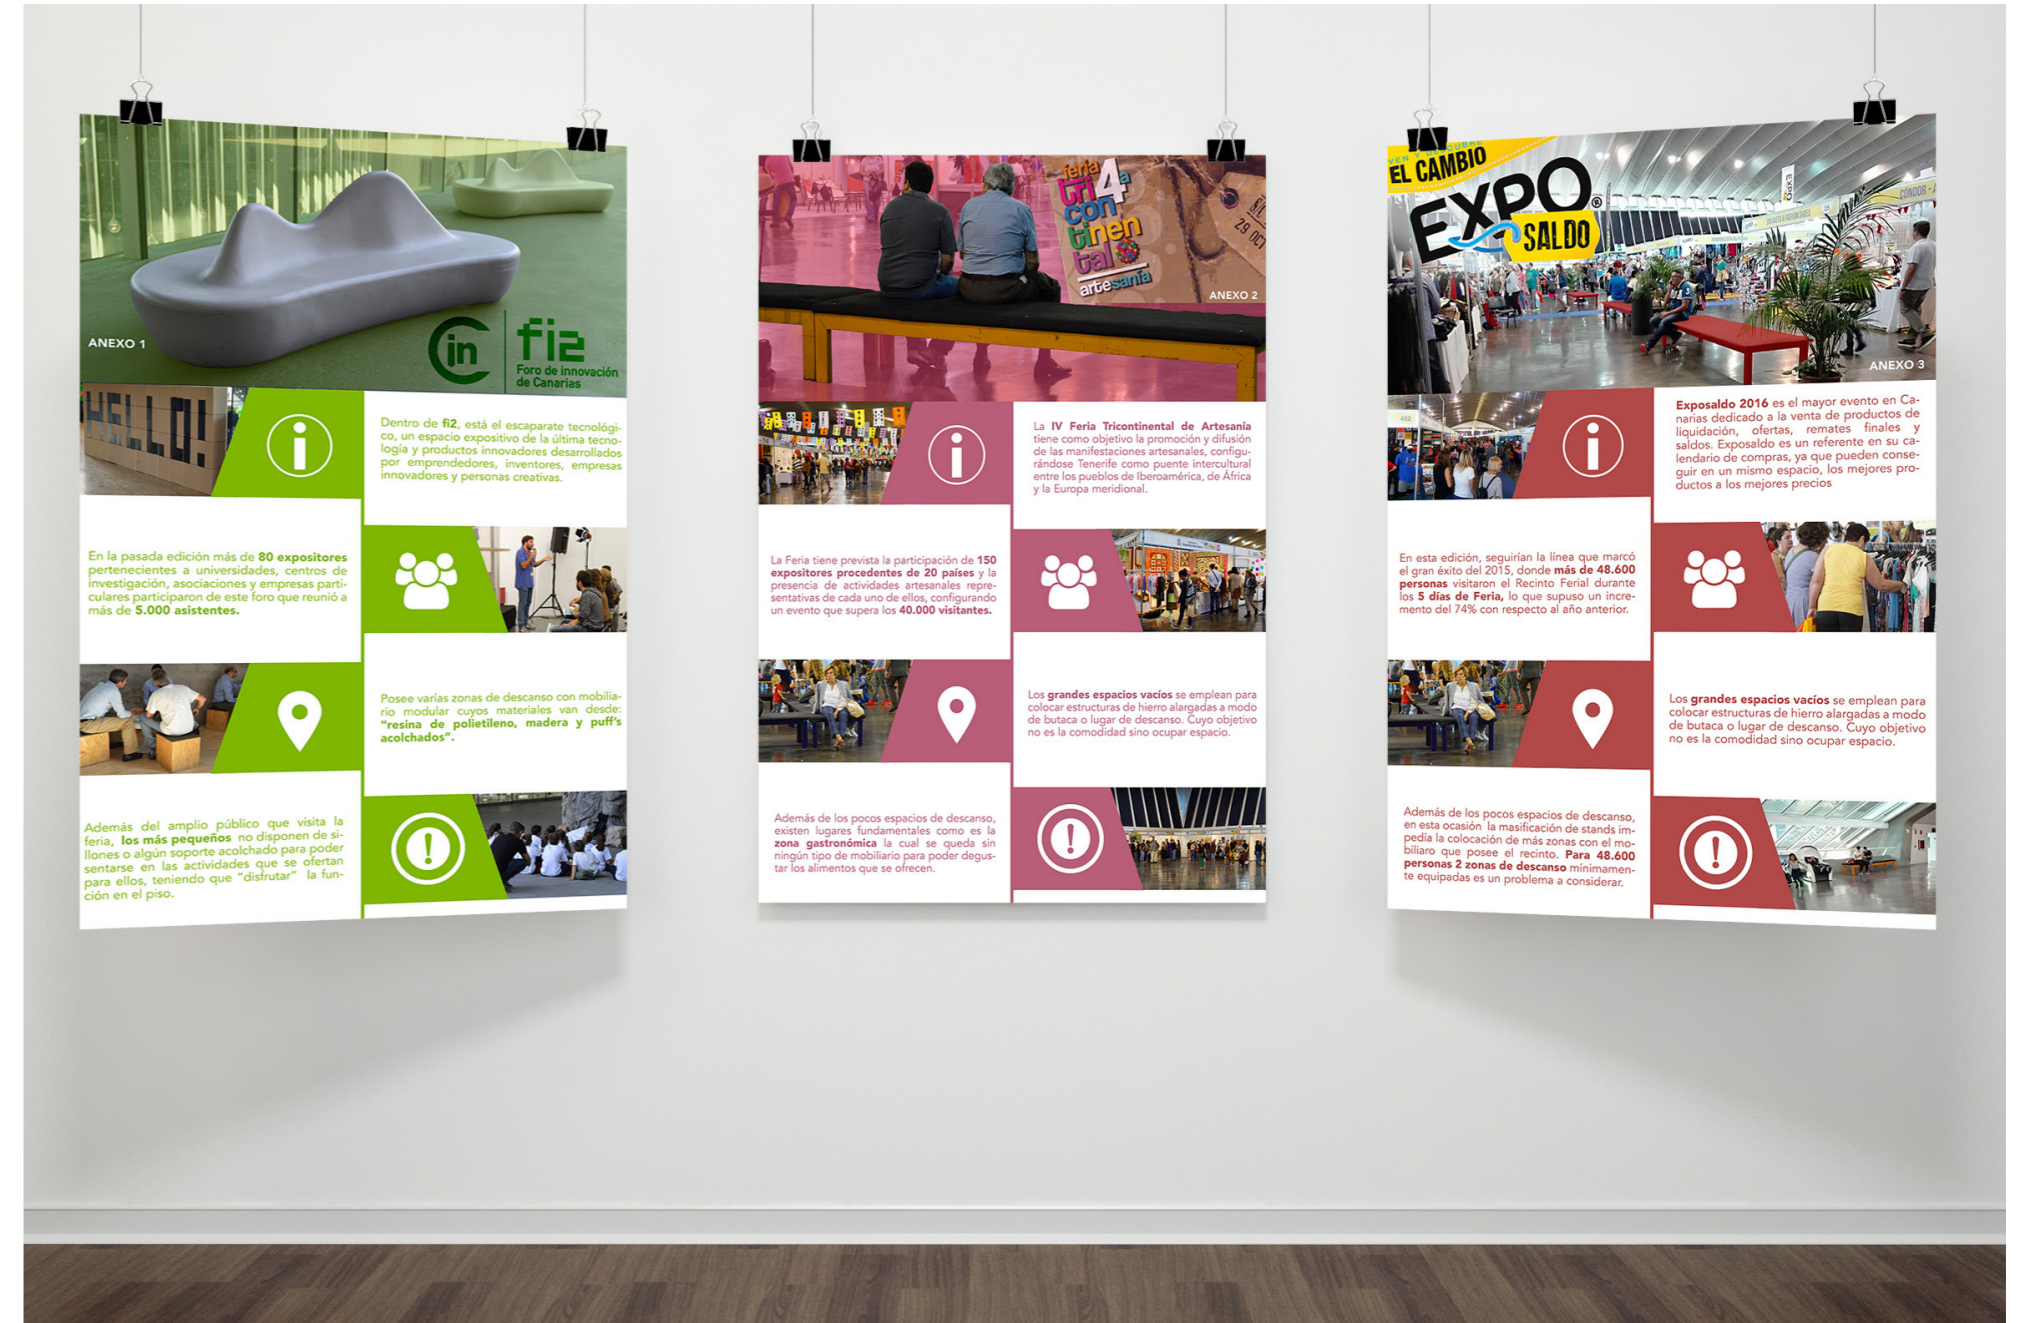 ANEXO 1
in
fi2
Foro de innovación
de Canarias
HELLO!
Dentro de fi2, está el escaparate tecnológi-
co, un espacio expositivo de la última tecno-
logía y productos innovadores desarrollados
por emprendedores, inventores, empresas
innovadores y personas creativas.
En la pasada edición más de 80 expositores
pertenecientes a universidades, centros de
investigación, asociaciones y empresas parti-
culares participaron de este foro que reunió a
más de 5.000 asistentes.
Posee varías zonas de descanso con mobilia-
rio modular cuyos materiales van desde:
"resina de polietileno, madera y puff's
acolchados".
Además del amplio público que visita la
feria, los más pequeños no disponen de si-
llones o algún soporte acolchado para poder
sentarse en las actividades que se ofertan
para ellos, teniendo que "disfrutar" la fun-
ción en el piso.
feria
4a
tri
con
tinen
tal
artesanía
29 OCT
ANEXO 2
La IV Feria Tricontinental de Artesanía
tiene como objetivo la promoción y difusión
de las manifestaciones artesanales, configu-
rándose Tenerife como puente intercultural
entre los pueblos de Iberoamérica, de África
y la Europa meridional.
La Feria tiene prevista la participación de 150
expositores procedentes de 20 países y la
presencia de actividades artesanales repre-
sentativas de cada uno de ellos, configurando
un evento que supera los 40.000 visitantes.
Los grandes espacios vacíos se emplean para
colocar estructuras de hierro alargadas a modo
de butaca o lugar de descanso. Cuyo objetivo
no es la comodidad sino ocupar espacio.
Además de los pocos espacios de descanso,
existen lugares fundamentales como es la
zona gastronómica la cual se queda sin
ningún tipo de mobiliario para poder degus-
tar los alimentos que se ofrecen.
VEN Y DESCUBRE
EL CAMBIO
EXPO®
SALDO
CÓNDOR
ANEXO 3
Exposaldo 2016 es el mayor evento en Ca-
narias dedicado a la venta de productos de
liquidación, ofertas, remates finales y
saldos. Exposaldo es un referente en su ca-
lendario de compras, ya que pueden conse-
guir en un mismo espacio, los mejores pro-
ductos a los mejores precios
En esta edición, seguirían la línea que marcó
el gran éxito del 2015, donde más de 48.600
personas visitaron el Recinto Ferial durante
los 5 días de Feria, lo que supuso un incre-
mento del 74% con respecto al año anterior.
Los grandes espacios vacíos se emplean para
colocar estructuras de hierro alargadas a modo
de butaca o lugar de descanso. Cuyo objetivo
no es la comodidad sino ocupar espacio.
Además de los pocos espacios de descanso,
en esta ocasión la masificación de stands im-
pedía la colocación de más zonas con el mo-
biliaro que posee el recinto. Para 48.600
personas 2 zonas de descanso mínimamen-
te equipadas es un problema a considerar.